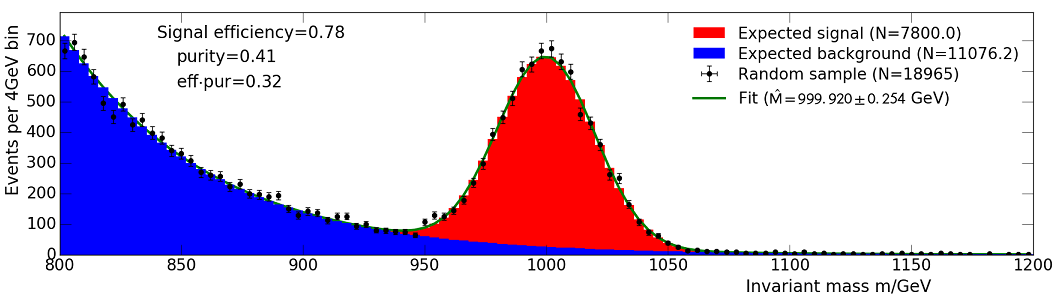 Signal efficiency=0.78
purity=0.41
eff·pur=0.32
Expected signal (N=7800.0)
Expected background (N=11076.2)
Random sample (N=18965)
Fit (M̂=999.920±0.254 GeV)
Events per 4GeV bin
700
600
500
400
300
200
100
0
800 850 900 950 1000 1050 1100 1150 1200
Invariant mass m/GeV